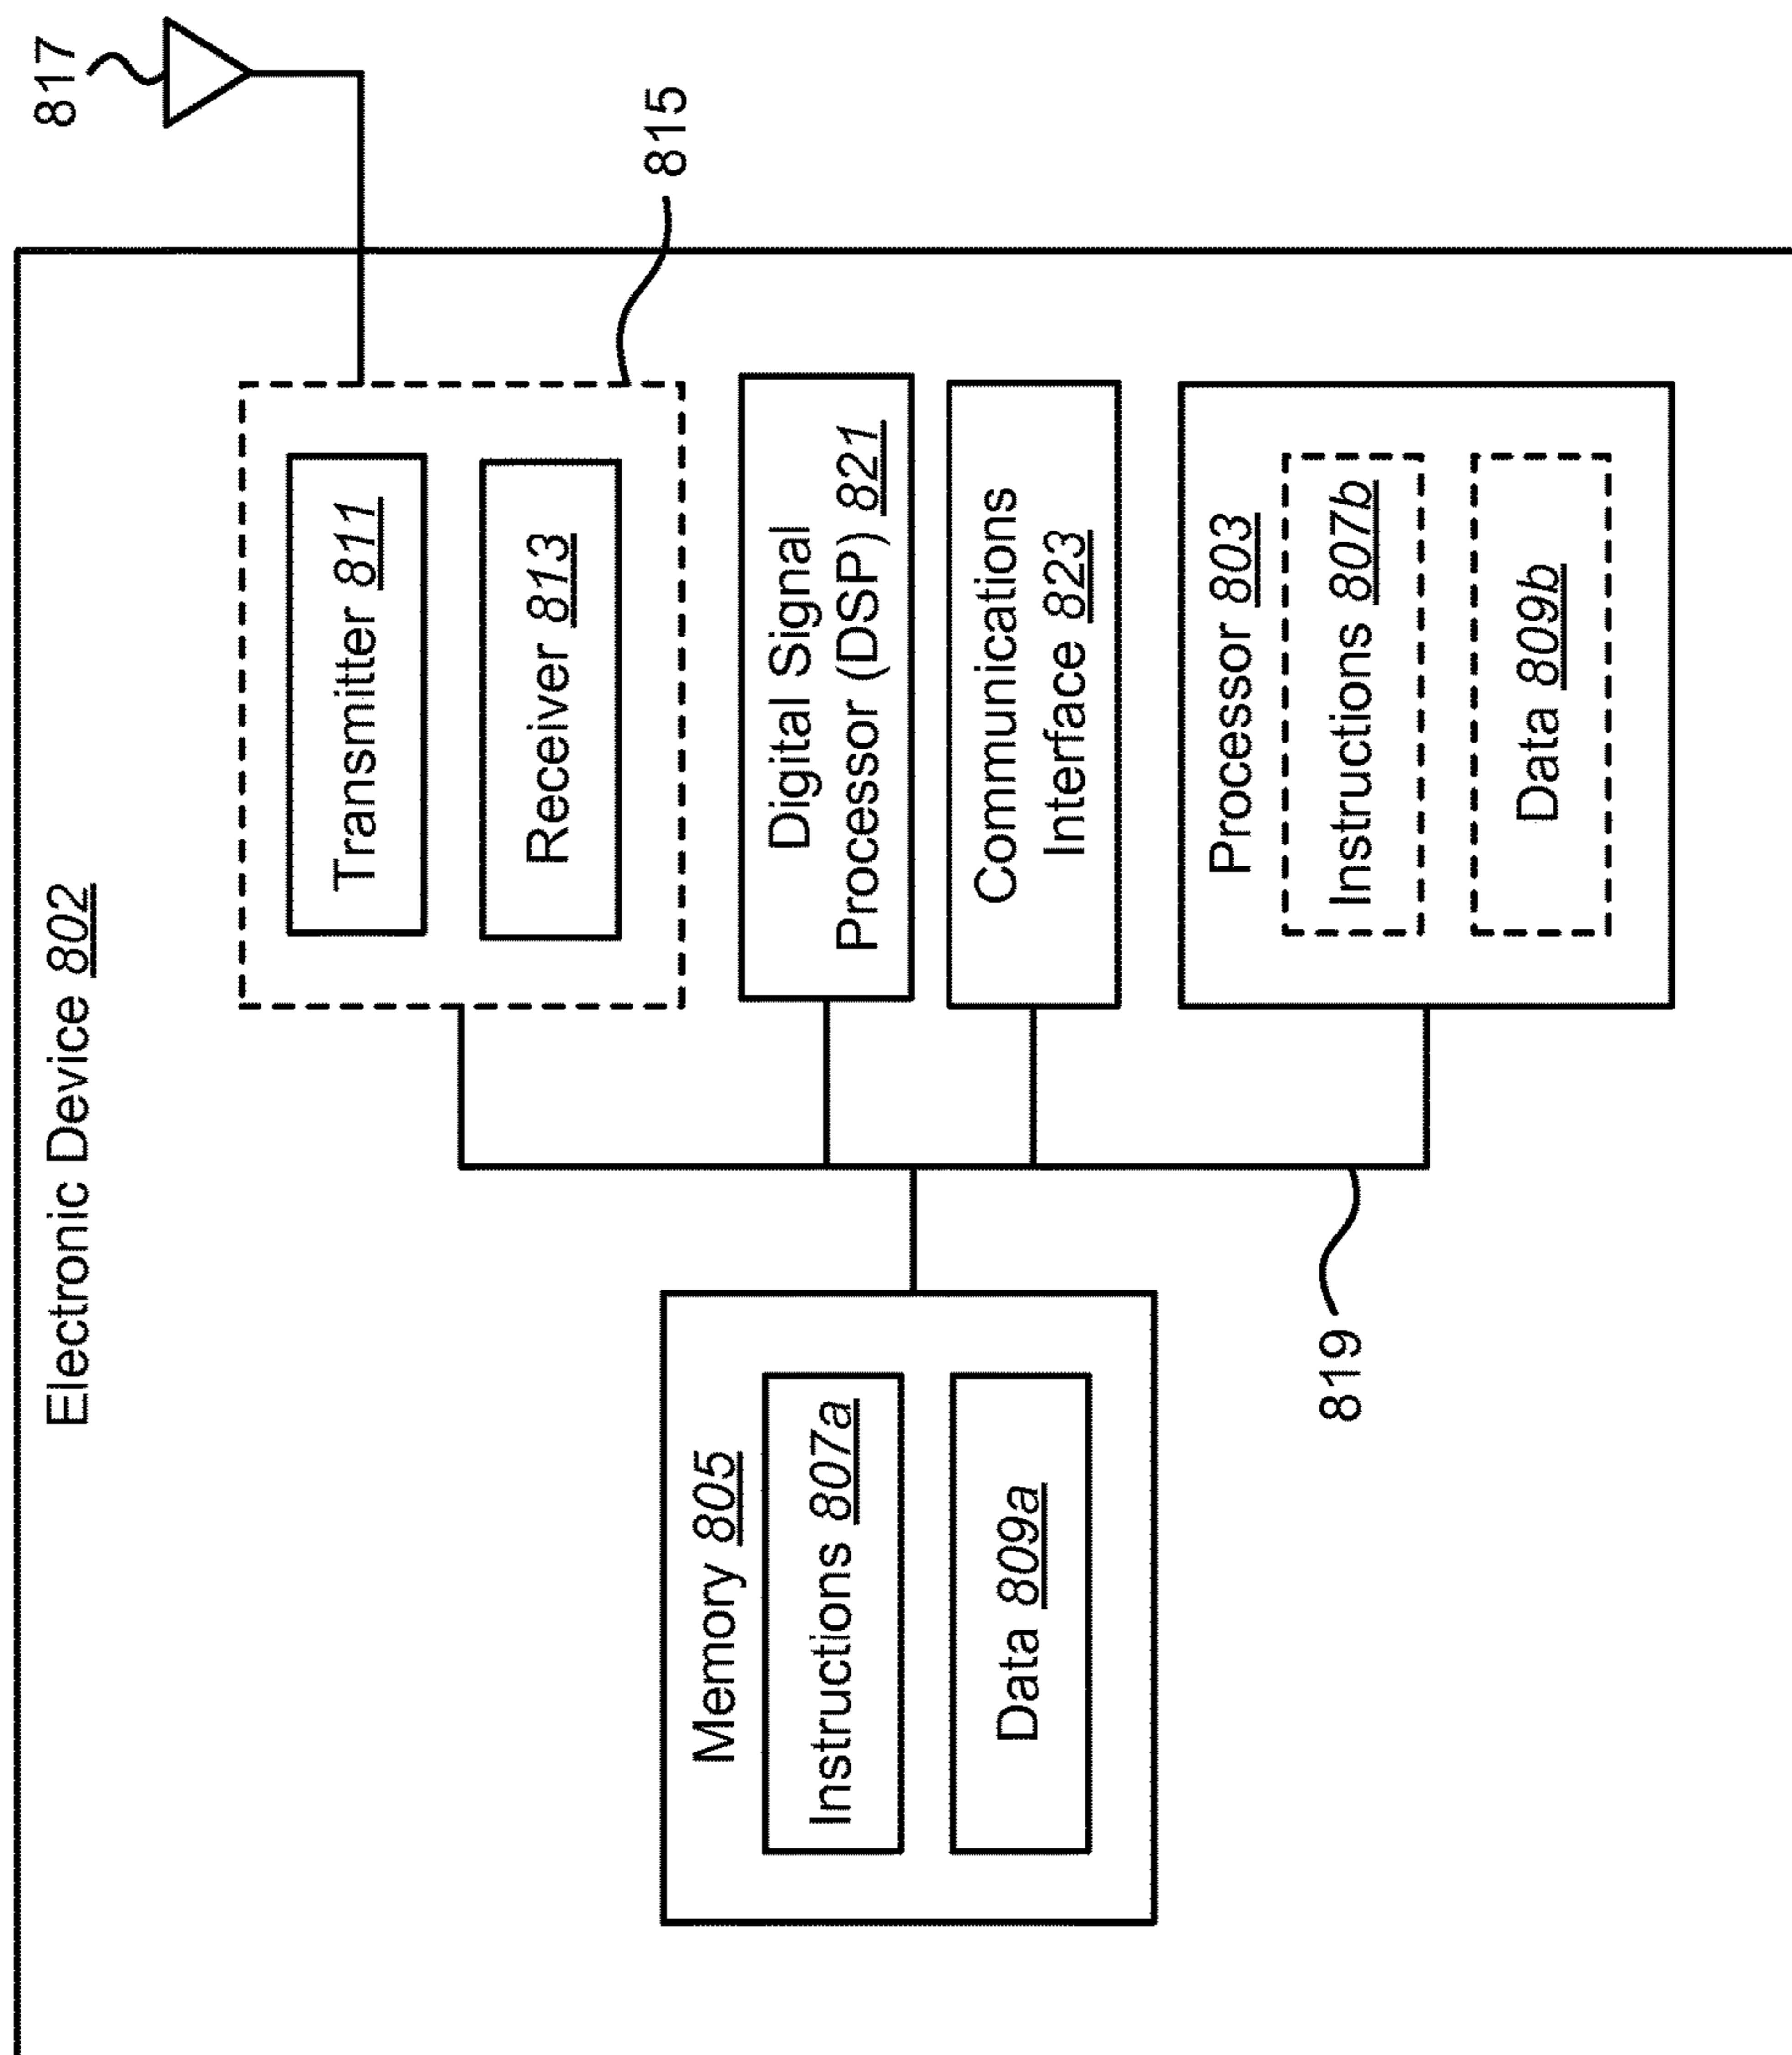 Electronic Device 802
817
815
Transmitter 811
Receiver 813
Digital Signal
Processor (DSP) 821
Communications
Interface 823
Processor 803
Instructions 807b
Data 809b
Memory 805
Instructions 807a
Data 809a
819